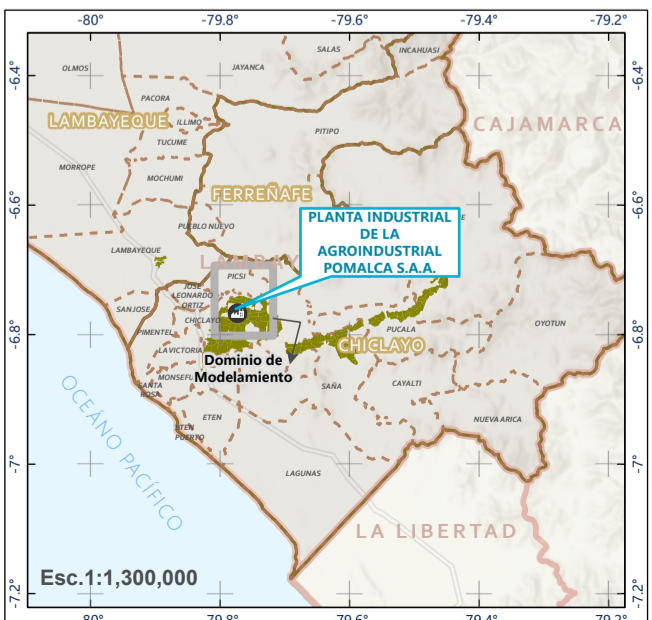 -80°
-79.8°
-79.6°
-79.4°
-79.2°
-6.4°
-6.4°
OLMOS
JAYANCA
SALAS
INCAHUASI
PACORA
LAMBAYEQUE
ILLIMO
TUCUME
PITIPO
CAJAMARCA
MORROPE
MOCHUMI
FERREÑAFE
-6.6°
-6.6°
PUEBLO NUEVO
PLANTA INDUSTRIAL
DE LA
AGROINDUSTRIAL
POMALCA S.A.A.
LAMBAYEQUE
PICSI
JOSE
LEONARDO
ORTIZ
SAN JOSE
CHICLAYO
PIMENTEL
PUCALA
OYOTUN
-6.8°
-6.8°
LA VICTORIA
CHICLAYO
Dominio de
Modelamiento
MONSEFU
SANTA
ROSA
SAÑA
CAYALTI
ETEN
ETEN
PUERTO
NUEVA ARICA
OCEÁNO PACÍFICO
-7°
-7°
LAGUNAS
LA LIBERTAD
Esc.1:1,300,000
-7.2°
-7.2°
-80°
-79.8°
-79.6°
-79.4°
-79.2°